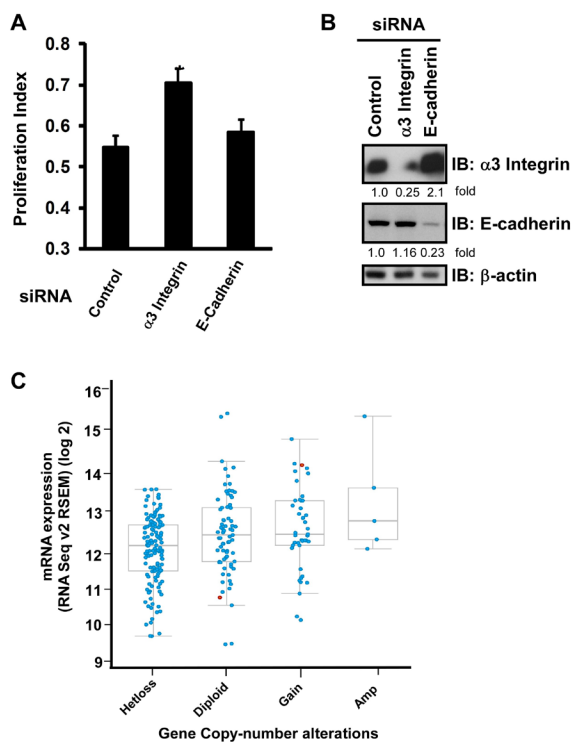 A
Proliferation Index
0.8
0.7
0.6
0.5
0.4
0.3
siRNA
Control
α3 Integrin
E-Cadherin
B
siRNA
Control
α3 Integrin
E-cadherin
IB: α3 Integrin
1.0 0.25 2.1 fold
IB: E-cadherin
1.0 1.16 0.23 fold
IB: β-actin
C
mRNA expression
(RNA Seq v2 RSEM) (log 2)
16
15
14
13
12
11
10
9
Hetloss
Diploid
Gain
Amp
Gene Copy-number alterations